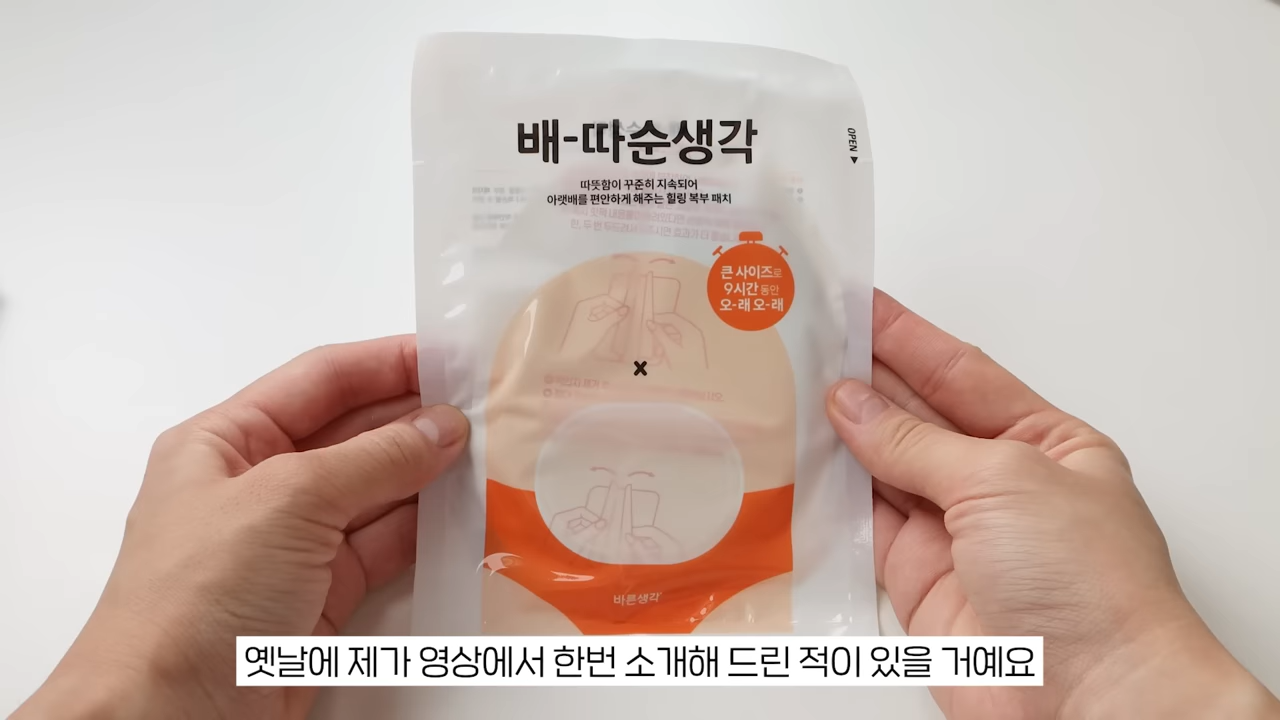 배-따순생각
OPEN ▶
따뜻함이 꾸준히 지속되어
아랫배를 편안하게 해주는 힐링 복부 패치
큰 사이즈로
9시간 동안
오-래 오-래
바른생각
옛날에 제가 영상에서 한번 소개해 드린 적이 있을 거예요